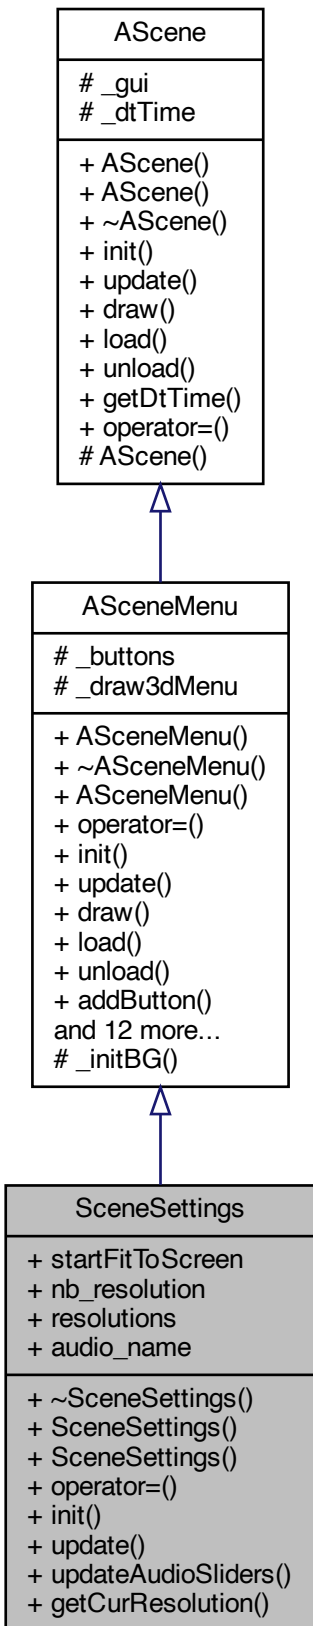 AScene
# _gui
# _dtTime
+ AScene()
+ AScene()
+ ~AScene()
+ init()
+ update()
+ draw()
+ load()
+ unload()
+ getDtTime()
+ operator=()
# AScene()
ASceneMenu
# _buttons
# _draw3dMenu
+ ASceneMenu()
+ ~ASceneMenu()
+ ASceneMenu()
+ operator=()
+ init()
+ update()
+ draw()
+ load()
+ unload()
+ addButton()
and 12 more...
# _initBG()
SceneSettings
+ startFitToScreen
+ nb_resolution
+ resolutions
+ audio_name
+ ~SceneSettings()
+ SceneSettings()
+ SceneSettings()
+ operator=()
+ init()
+ update()
+ updateAudioSliders()
+ getCurResolution()